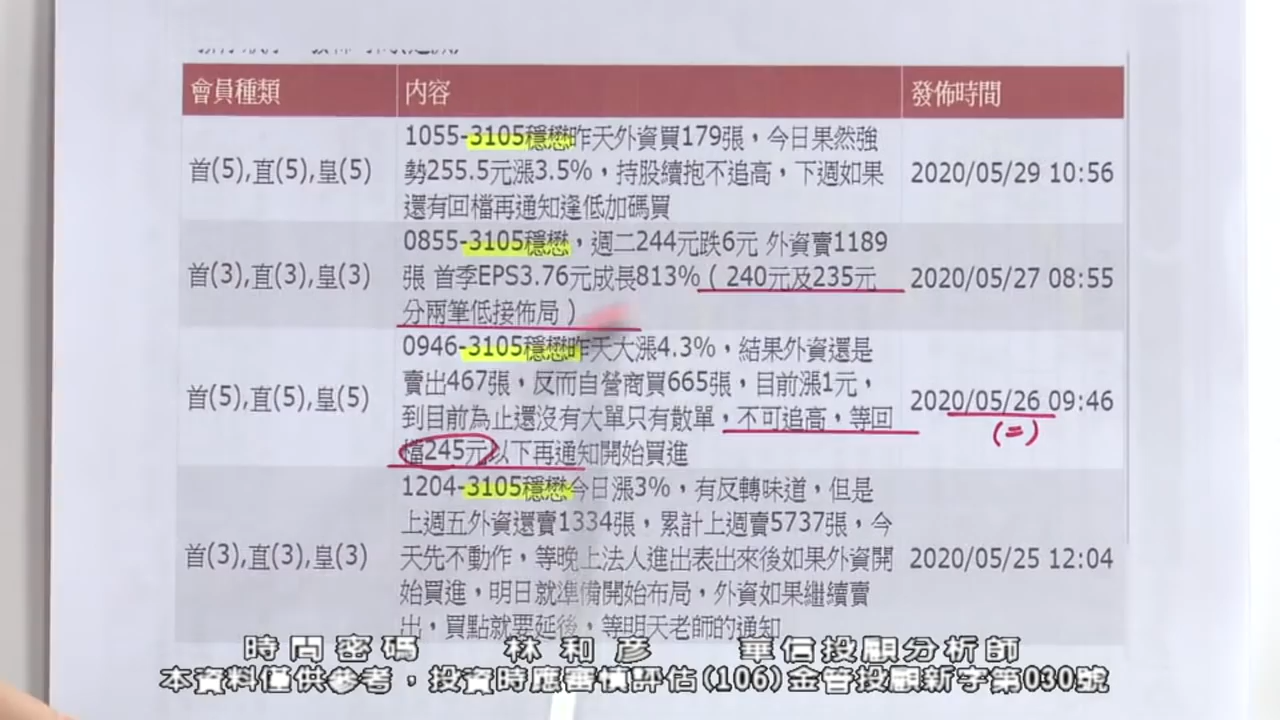 會員種類 內容 發佈時間
1055-3105穩懋昨天外資買179張，今日果然強
首(5),直(5),皇(5) 勢255.5元漲3.5%，持股續抱不追高，下週如果 2020/05/29 10:56
還有回檔再通知逢低加碼買
0855-3105穩懋，週二244元跌6元 外資賣1189
首(3),直(3),皇(3) 張 首季EPS3.76元成長813%( 240元及235元 2020/05/27 08:55
分兩筆低接佈局 )
0946-3105穩懋昨天大漲4.3%，結果外資還是
首(5),直(5),皇(5) 賣出467張，反而自營商買665張，目前漲1元， 2020/05/26 09:46
到目前為止還沒有大單只有散單，不可追高，等回
(二)
檔245元以下再通知開始買進
1204-3105穩懋今日漲3%，有反轉味道，但是
上週五外資還賣1334張，累計上週賣5737張，今
首(3),直(3),皇(3) 天先不動作，等晚上法人進出表出來後如果外資開 2020/05/25 12:04
始買進，明日就準備開始布局，外資如果繼續賣
出，買點就要延後，等明天老師的通知
時間密碼 林和彥 華信投顧分析師
本資料僅供參考，投資時應審慎評估(106)金管投顧新字第030號